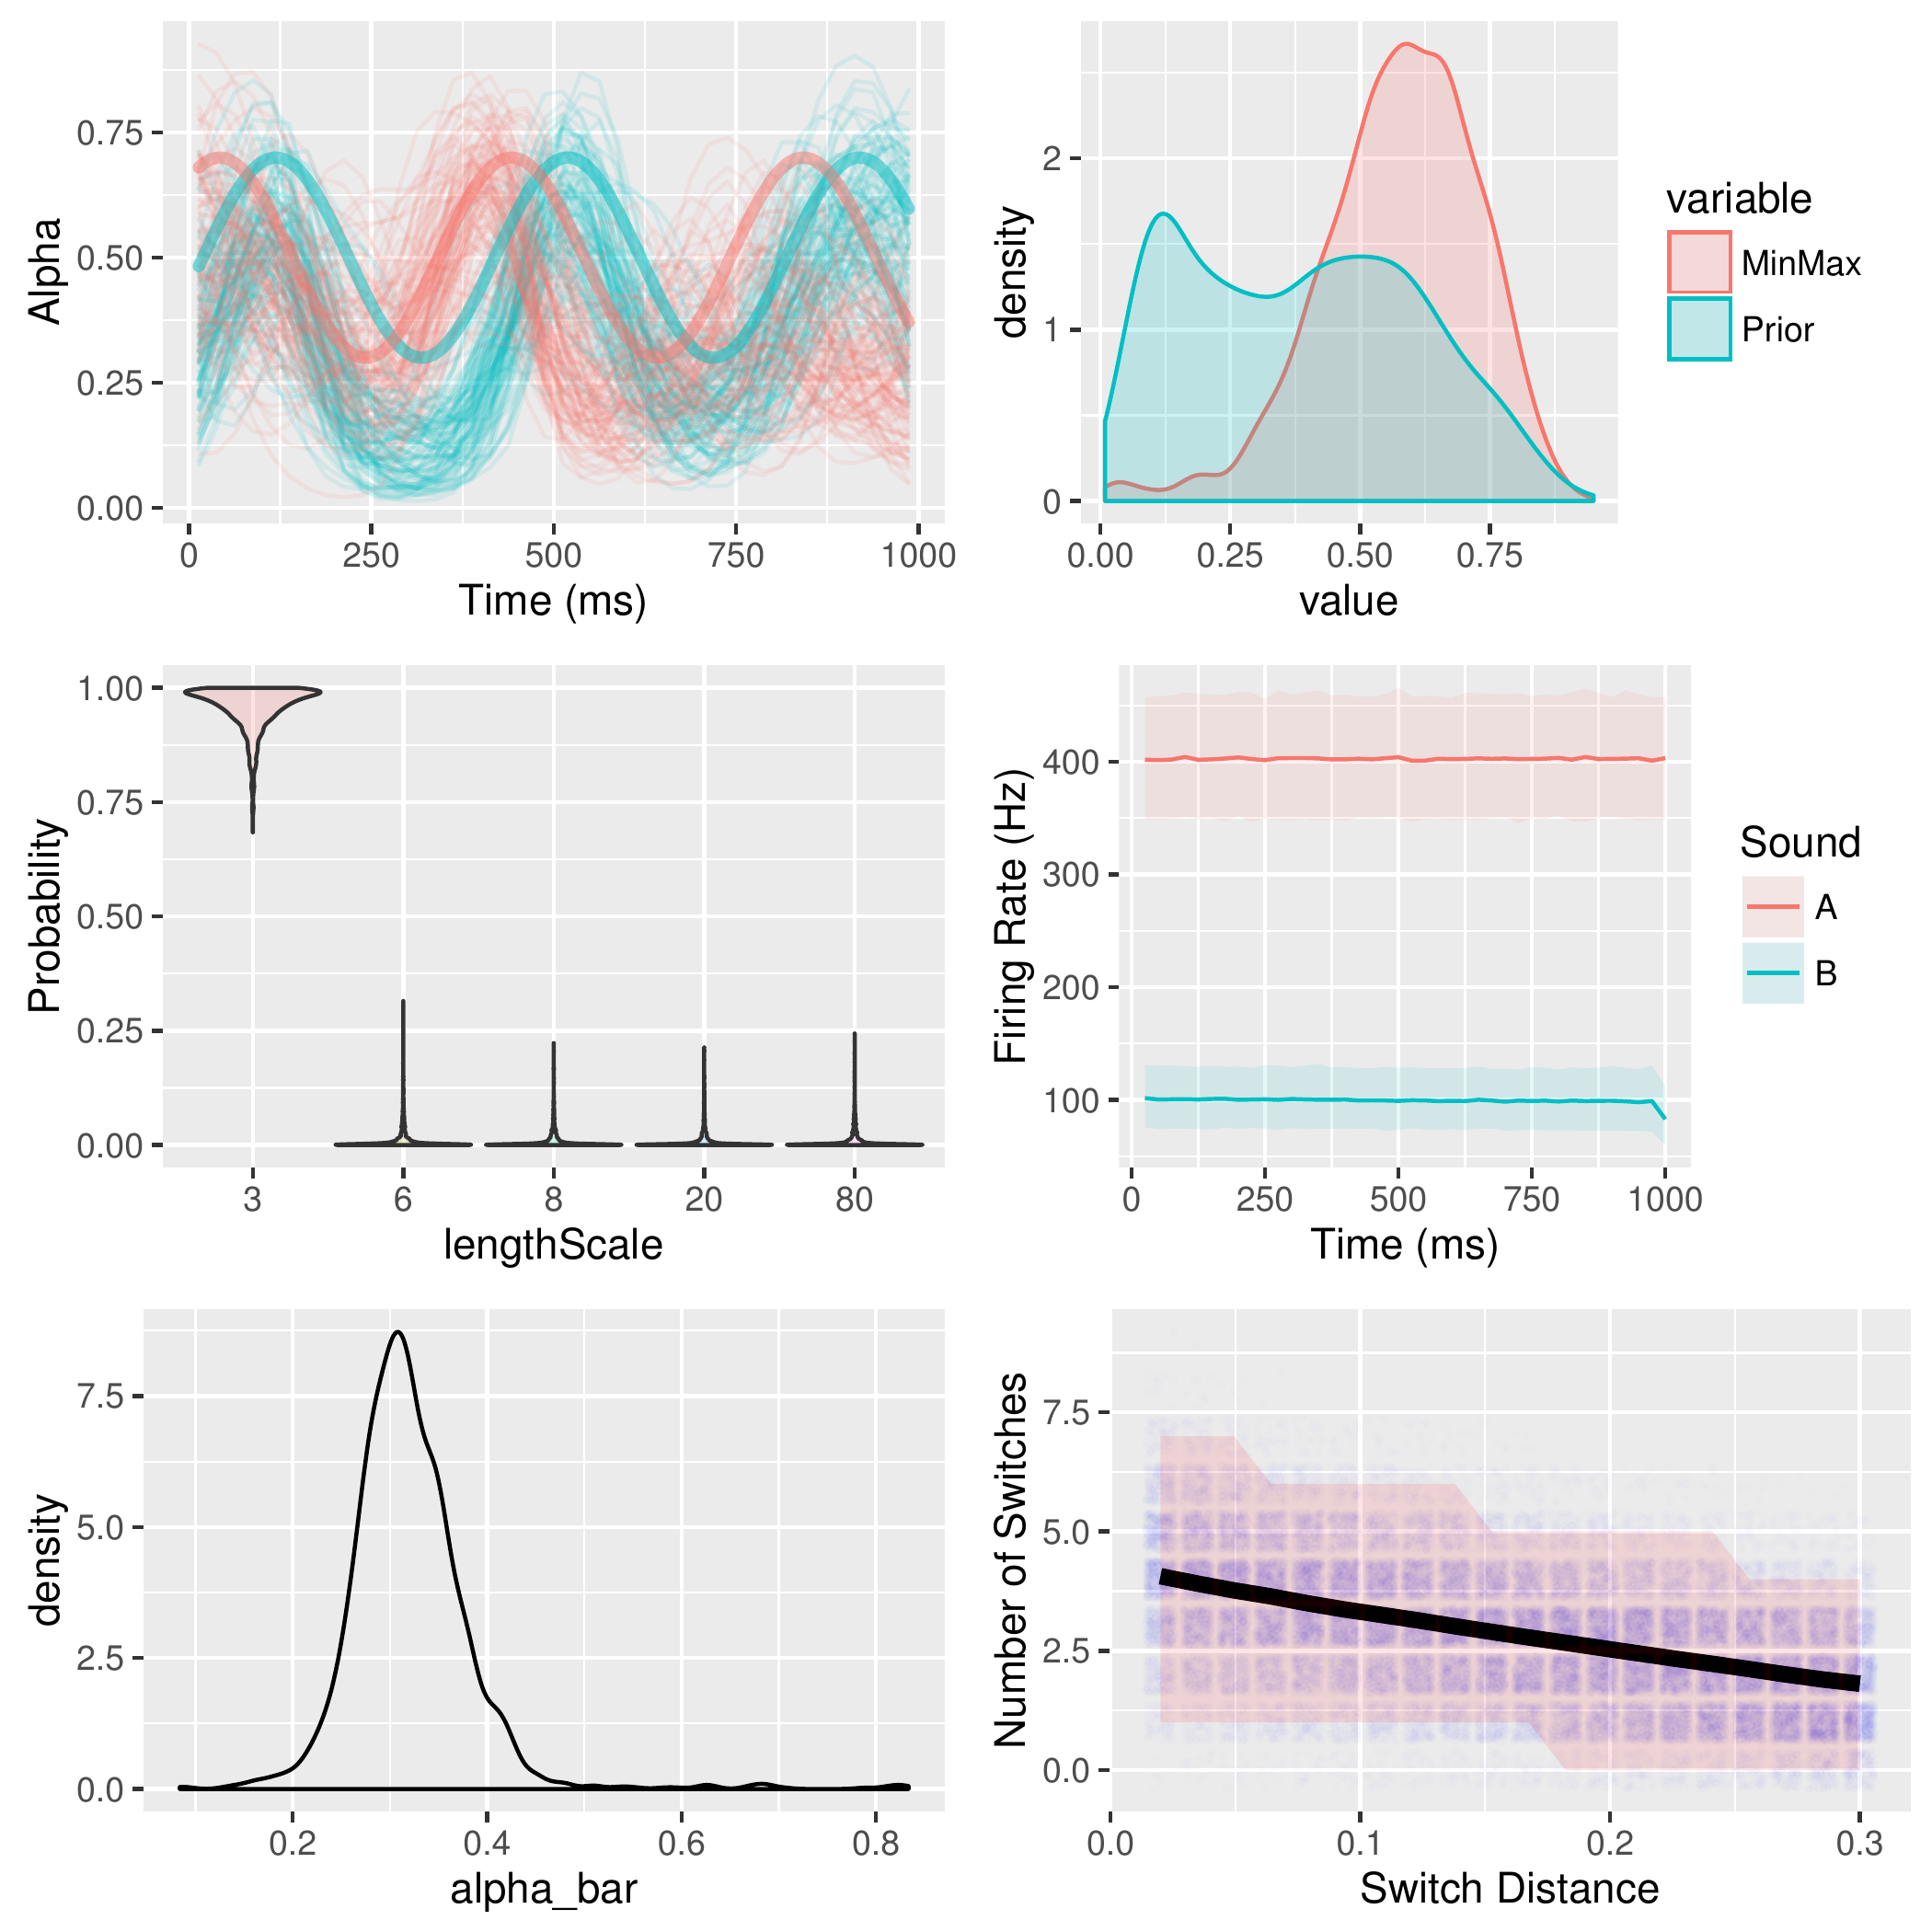 Alpha
0.75
0.50
0.25
0.00
0 250 500 750 1000
Time (ms)
density
2
1
0
0.00 0.25 0.50 0.75
value
variable
MinMax
Prior
Probability
1.00
0.75
0.50
0.25
0.00
3 6 8 20 80
lengthScale
Firing Rate (Hz)
400
300
200
100
0 250 500 750 1000
Time (ms)
Sound
A
B
density
7.5
5.0
2.5
0.0
0.2 0.4 0.6 0.8
alpha_bar
Number of Switches
7.5
5.0
2.5
0.0
0.0 0.1 0.2 0.3
Switch Distance